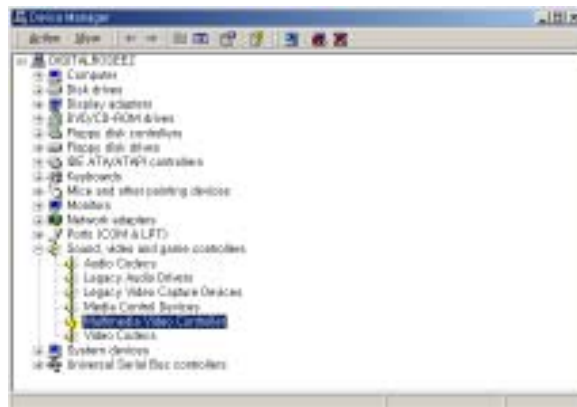 Device Manager
Action View
Computer
Disk drives
Display adapters
DVD/CD-ROM drives
Floppy disk controllers
Floppy disk drives
IDE ATA/ATAPI controllers
Keyboards
Mice and other pointing devices
Monitors
Network adapters
Ports (COM & LPT)
Sound, video and game controllers
Audio Codecs
Legacy Audio Drivers
Legacy Video Capture Devices
Media Control Devices
Multimedia Video Controller
Video Codecs
System devices
Universal Serial Bus controllers